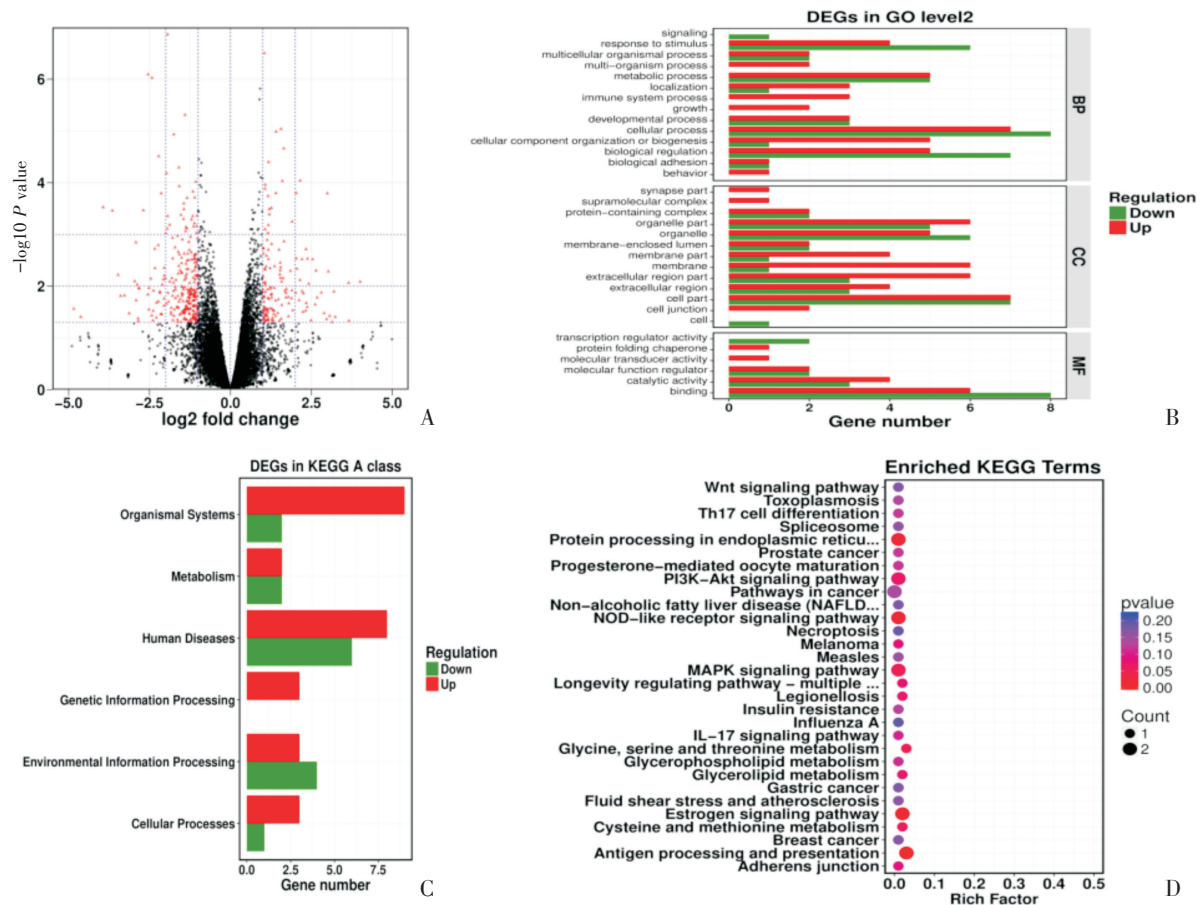 6
4
3
2
1
0
−5.0
−2.5
0.0
2.5
5.0
−log10 P value
log2 fold change
A
DEGs in GO level2
signaling
response to stimulus
multicellular organismal process
multi−organism process
metabolic process
localization
immune system process
growth
developmental process
cellular process
cellular component organization or biogenesis
biological regulation
biological adhesion
behavior
BP
synapse part
supramolecular complex
protein−containing complex
organelle part
organelle
membrane−enclosed lumen
membrane part
membrane
extracellular region part
extracellular region
cell part
cell junction
cell
CC
transcription regulator activity
protein folding chaperone
molecular transducer activity
molecular function regulator
catalytic activity
binding
MF
0
2
4
6
8
Gene number
Regulation
Down
Up
B
DEGs in KEGG A class
Organismal Systems
Metabolism
Human Diseases
Genetic Information Processing
Environmental Information Processing
Cellular Processes
0.0
2.5
5.0
7.5
Gene number
Regulation
Down
Up
C
Enriched KEGG Terms
Wnt signaling pathway
Toxoplasmosis
Th17 cell differentiation
Spliceosome
Protein processing in endoplasmic reticu...
Prostate cancer
Progesterone−mediated oocyte maturation
PI3K−Akt signaling pathway
Pathways in cancer
Non−alcoholic fatty liver disease (NAFLD...
NOD−like receptor signaling pathway
Necroptosis
Melanoma
Measles
MAPK signaling pathway
Longevity regulating pathway − multiple ...
Legionellosis
Insulin resistance
Influenza A
IL−17 signaling pathway
Glycine, serine and threonine metabolism
Glycerophospholipid metabolism
Glycerolipid metabolism
Gastric cancer
Fluid shear stress and atherosclerosis
Estrogen signaling pathway
Cysteine and methionine metabolism
Breast cancer
Antigen processing and presentation
Adherens junction
0.0
0.1
0.2
0.3
0.4
0.5
Rich Factor
pvalue
0.20
0.15
0.10
0.05
0.00
Count
1
2
D